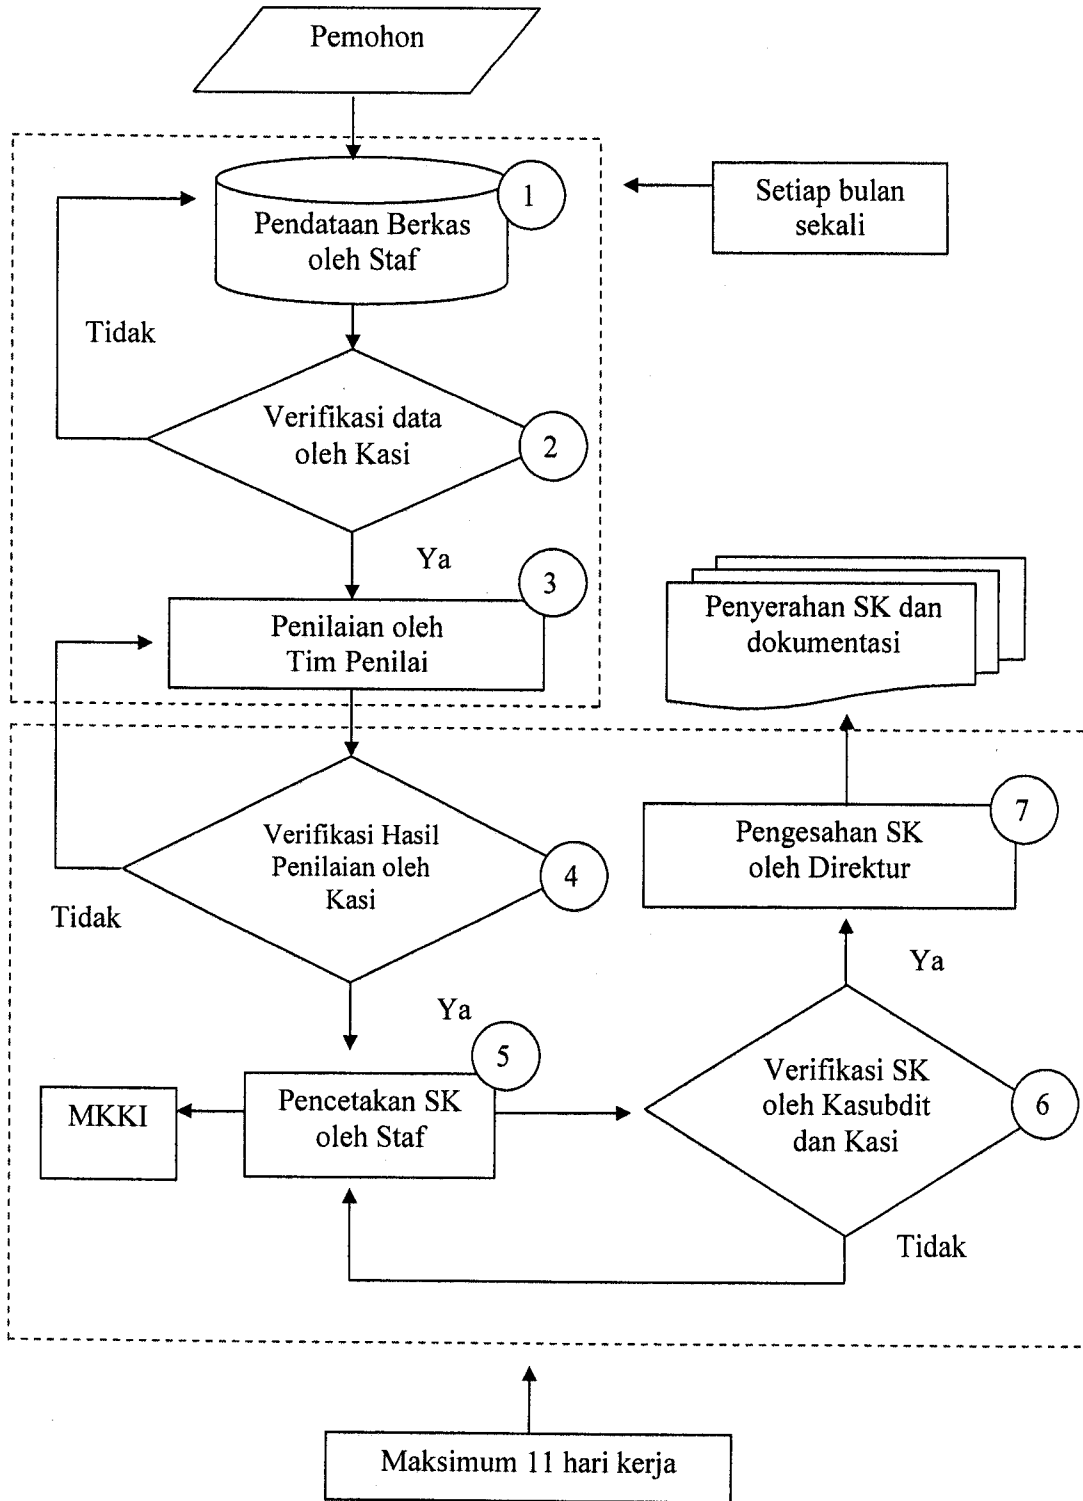 Pemohon
1
Pendataan Berkas
oleh Staf
Setiap bulan
sekali
Tidak
Verifikasi data
oleh Kasi
2
Ya
3
Penilaian oleh
Tim Penilai
Penyerahan SK dan
dokumentasi
Verifikasi Hasil
Penilaian oleh
Kasi
4
Tidak
7
Pengesahan SK
oleh Direktur
Ya
Ya
5
Pencetakan SK
oleh Staf
MKKI
Verifikasi SK
oleh Kasubdit
dan Kasi
6
Tidak
Maksimum 11 hari kerja